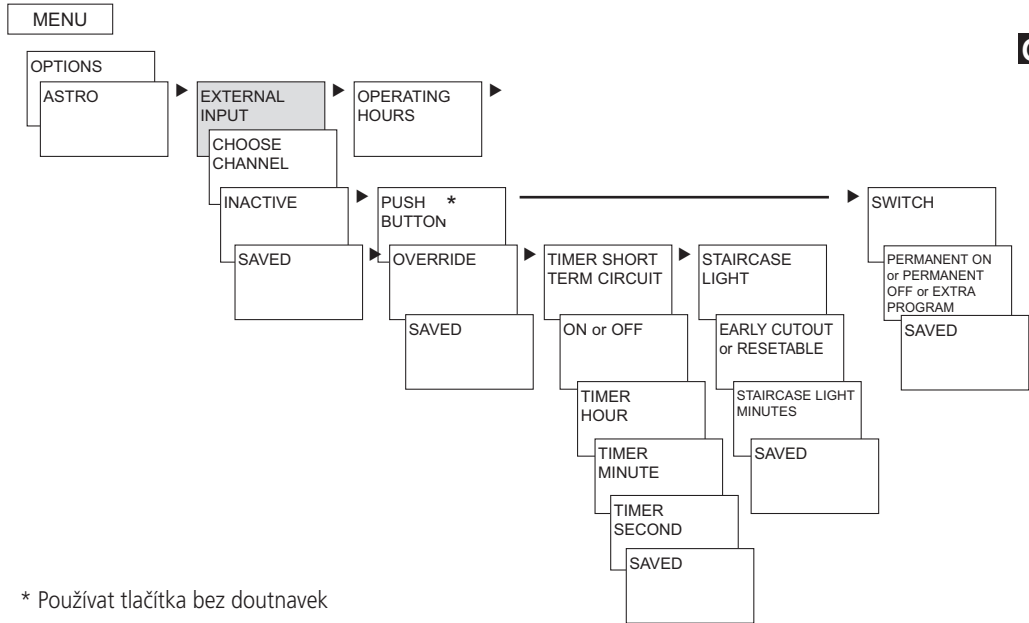 MENU
OPTIONS
ASTRO
EXTERNAL
INPUT
OPERATING
HOURS
CHOOSE
CHANNEL
INACTIVE
PUSH *
BUTTON
SWITCH
SAVED
OVERRIDE
TIMER SHORT
TERM CIRCUIT
STAIRCASE
LIGHT
PERMANENT ON
or PERMANENT
OFF or EXTRA
PROGRAM
SAVED
ON or OFF
EARLY CUTOUT
or RESETABLE
SAVED
TIMER
HOUR
STAIRCASE LIGHT
MINUTES
TIMER
MINUTE
SAVED
TIMER
SECOND
SAVED
* Používat tlačítka bez doutnavek